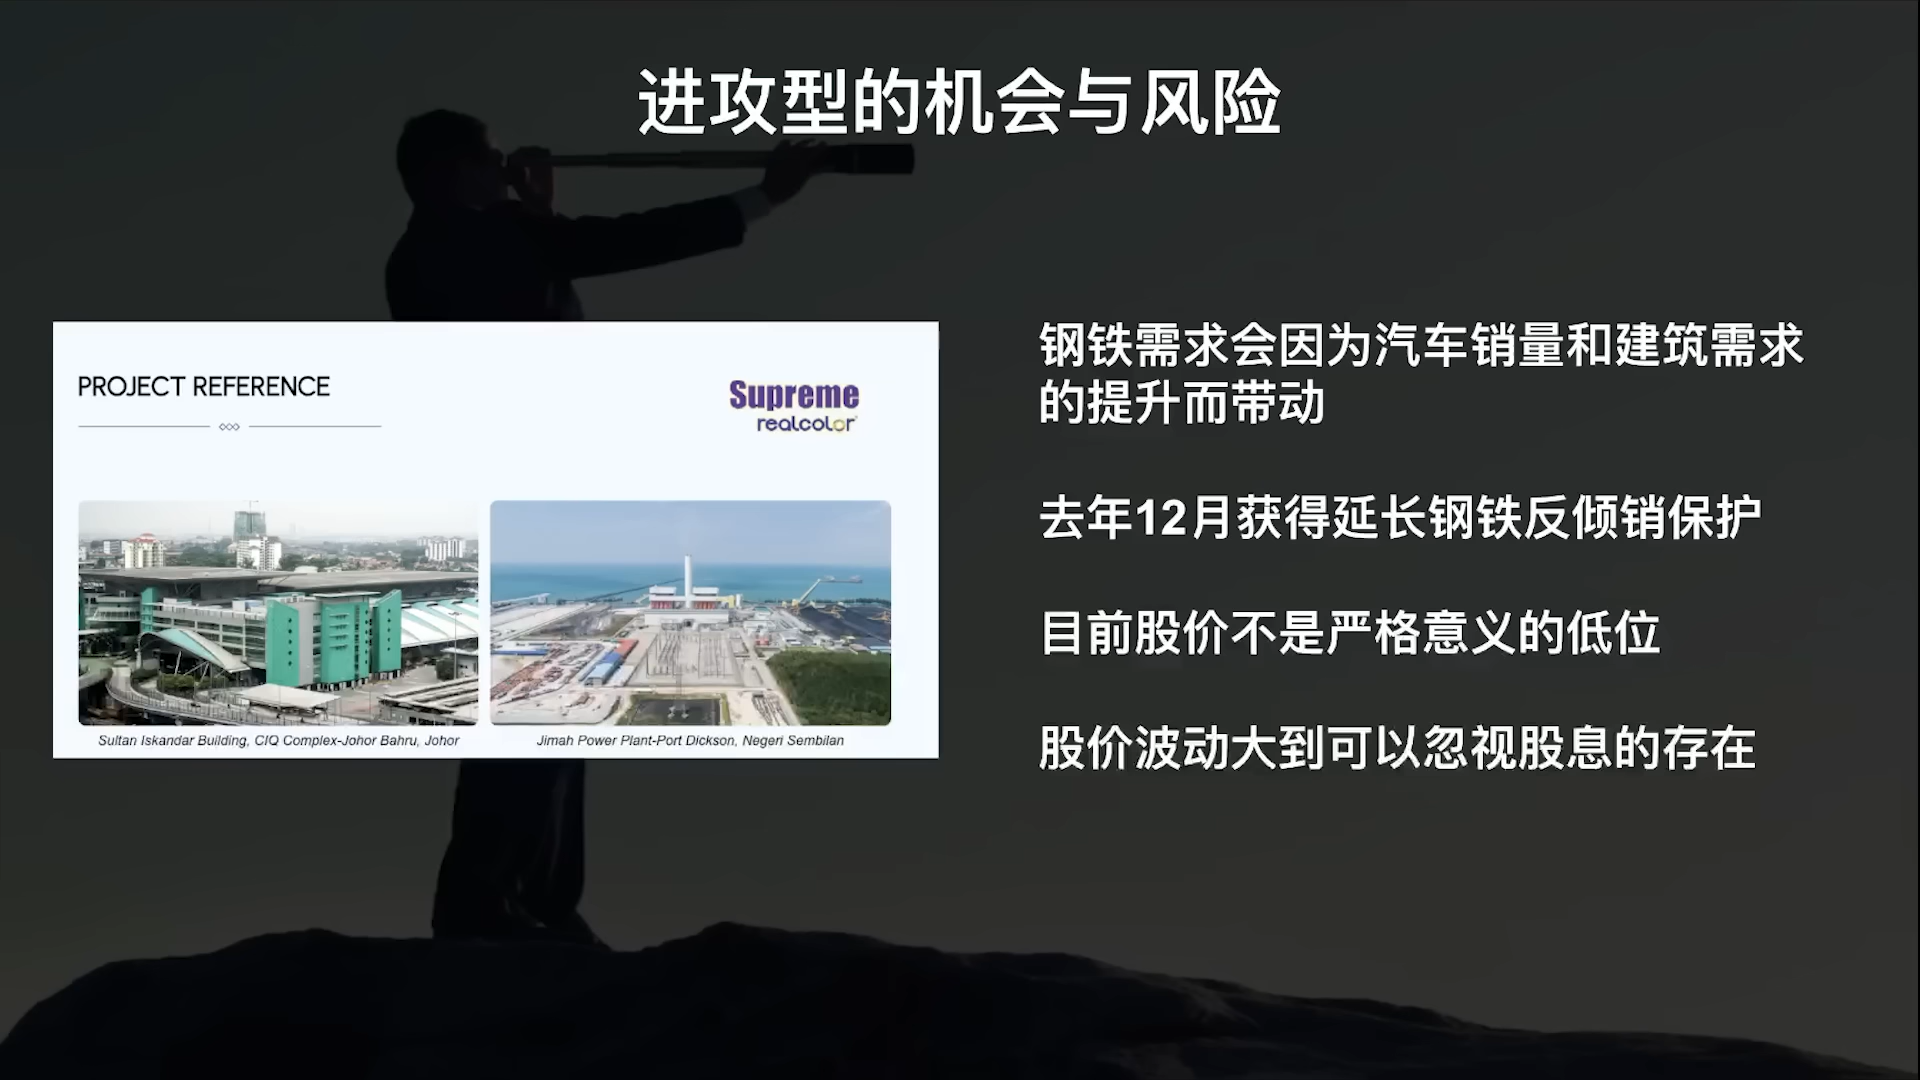 进攻型的机会与风险
PROJECT REFERENCE
Supreme
realcolor
Sultan Iskandar Building, CIQ Complex-Johor Bahru, Johor
Jimah Power Plant-Port Dickson, Negeri Sembilan
钢铁需求会因为汽车销量和建筑需求
的提升而带动
去年12月获得延长钢铁反倾销保护
目前股价不是严格意义的低位
股价波动大到可以忽视股息的存在